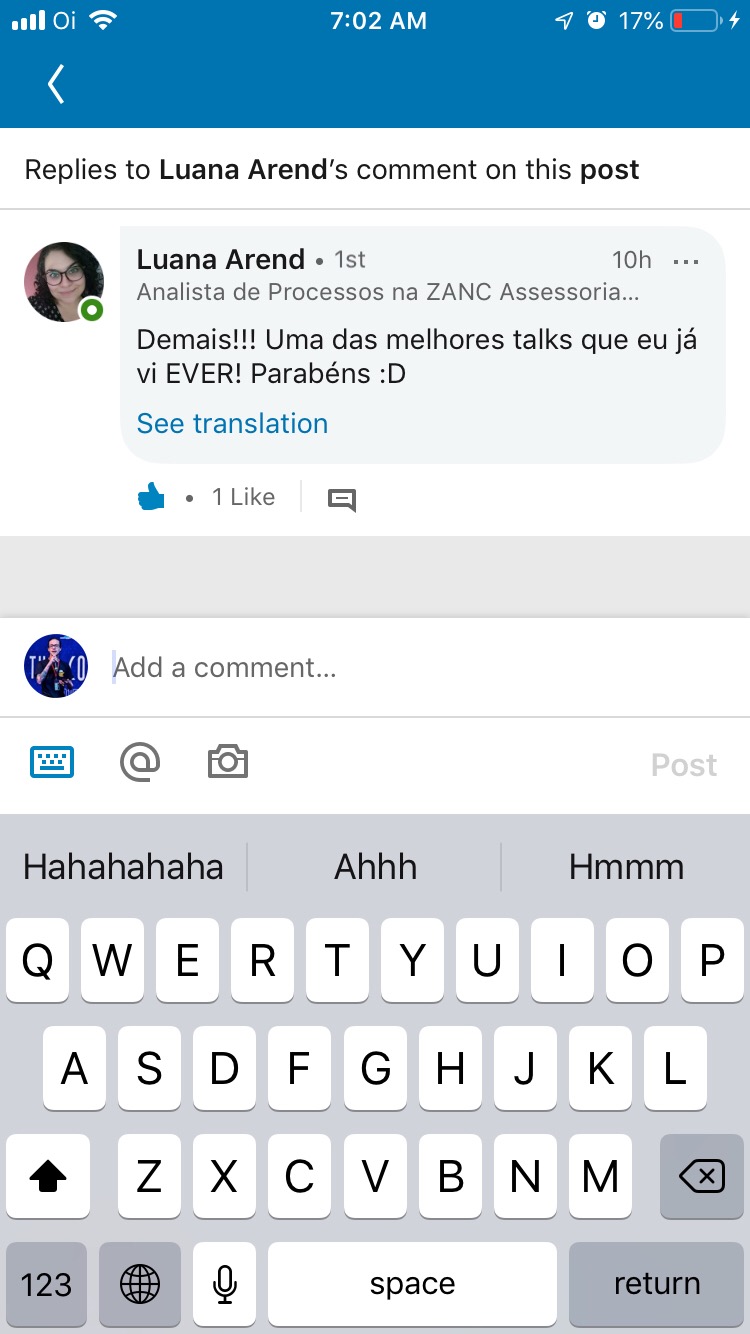 Oi 7:02 AM 17%
Replies to Luana Arend's comment on this post
Luana Arend • 1st 10h ...
Analista de Processos na ZANC Assessoria...
Demais!!! Uma das melhores talks que eu já
vi EVER! Parabéns :D
See translation
• 1 Like
Add a comment...
@ Post
Hahahahaha Ahhh Hmmm
Q W E R T Y U I O P
A S D F G H J K L
Z X C V B N M
123 space return